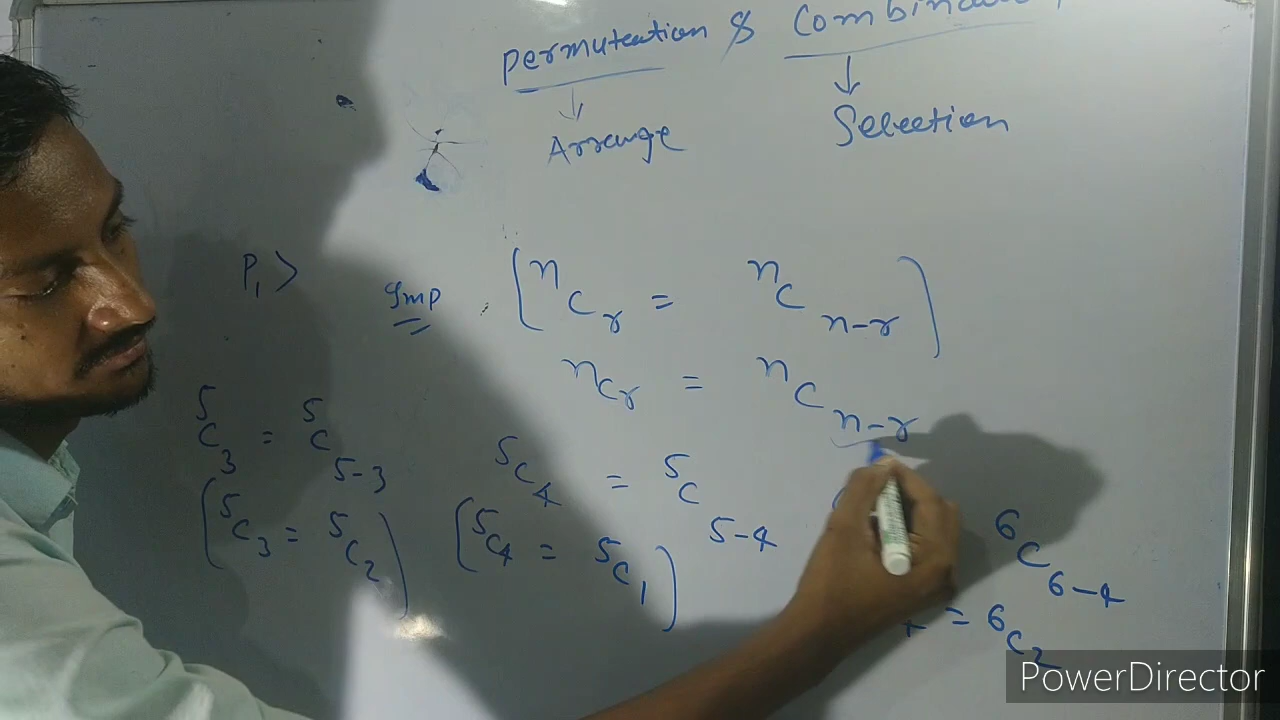 Permutation &
Arrange
Selection
P1>
Imp
[ nCr = nCn-r ]
nCr = nCn-r
5C3 = 5C5-3
[ 5C3 = 5C2 ]
5C4 = 5C5-4
[ 5C4 = 5C1 ]
6C6-4
= 6C2
PowerDirector